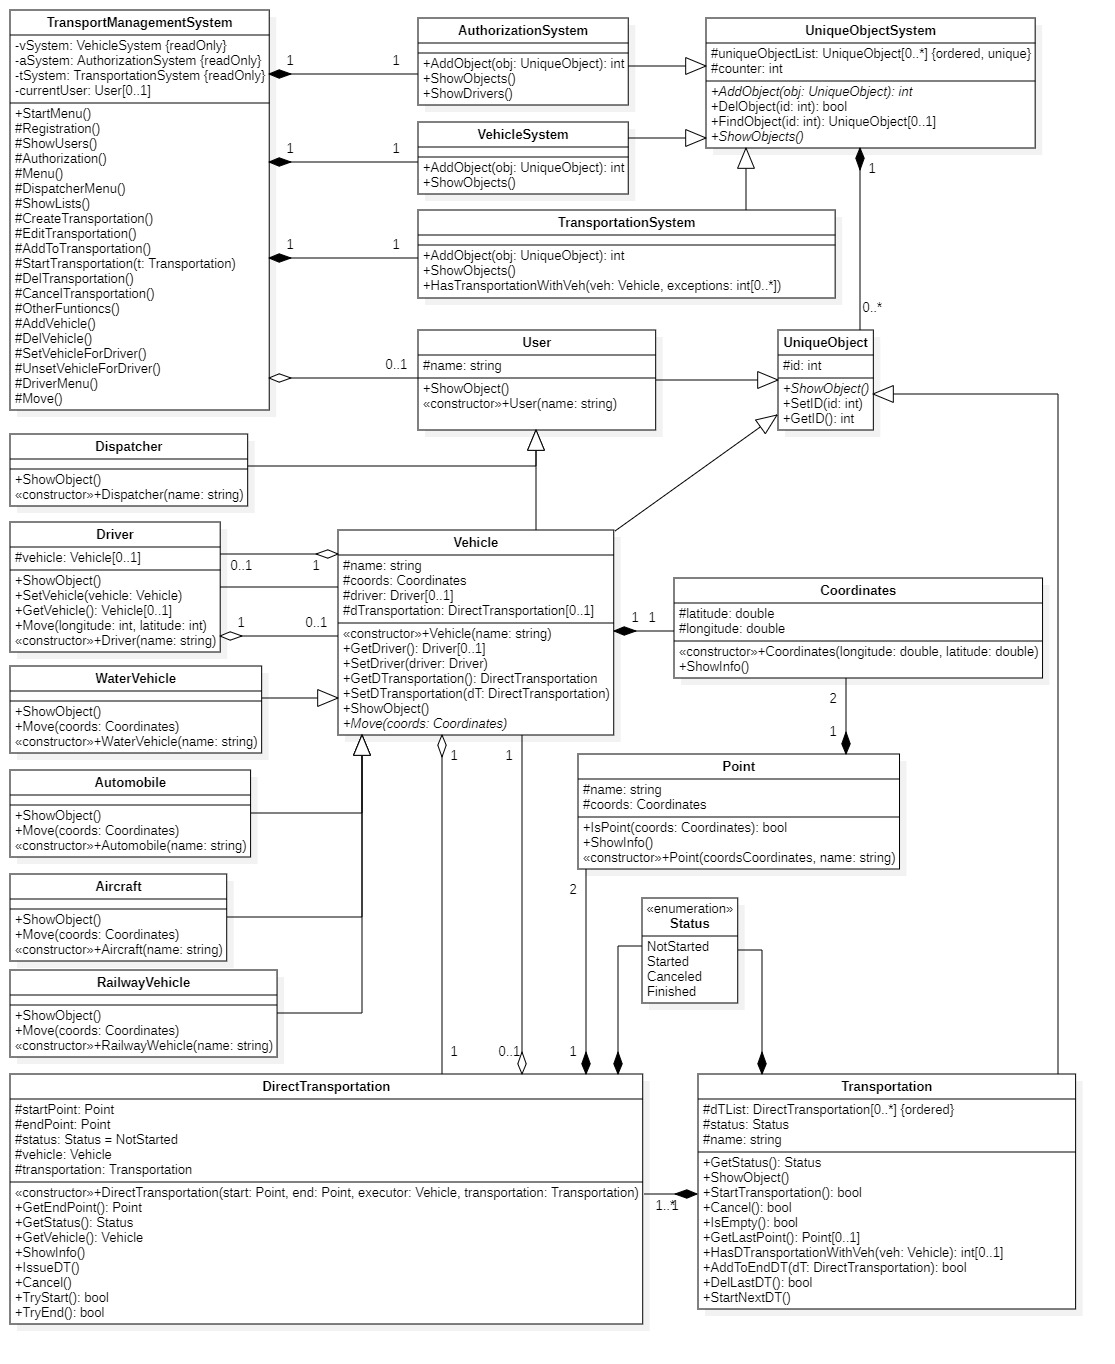 TransportManagementSystem
-vSystem: VehicleSystem {readOnly}
-aSystem: AuthorizationSystem {readOnly}
-tSystem: TransportationSystem {readOnly}
-currentUser: User[0..1]
+StartMenu()
#Registration()
#ShowUsers()
#Authorization()
#Menu()
#DispatcherMenu()
#ShowLists()
#CreateTransportation()
#EditTransportation()
#AddToTransportation()
#StartTransportation(t: Transportation)
#DelTransportation()
#CancelTransportation()
#OtherFuntioncs()
#AddVehicle()
#DelVehicle()
#SetVehicleForDriver()
#UnsetVehicleForDriver()
#DriverMenu()
#Move()
1
1
1
1
1
1
0..1
AuthorizationSystem
+AddObject(obj: UniqueObject): int
+ShowObjects()
+ShowDrivers()
VehicleSystem
+AddObject(obj: UniqueObject): int
+ShowObjects()
TransportationSystem
+AddObject(obj: UniqueObject): int
+ShowObjects()
+HasTransportationWithVeh(veh: Vehicle, exceptions: int[0..*])
UniqueObjectSystem
#uniqueObjectList: UniqueObject[0..*] {ordered, unique}
#counter: int
+AddObject(obj: UniqueObject): int
+DelObject(id: int): bool
+FindObject(id: int): UniqueObject[0..1]
+ShowObjects()
1
0..*
User
#name: string
+ShowObject()
«constructor»+User(name: string)
UniqueObject
#id: int
+ShowObject()
+SetID(id: int)
+GetID(): int
Dispatcher
+ShowObject()
«constructor»+Dispatcher(name: string)
Driver
#vehicle: Vehicle[0..1]
+ShowObject()
+SetVehicle(vehicle: Vehicle)
+GetVehicle(): Vehicle[0..1]
+Move(longitude: int, latitude: int)
«constructor»+Driver(name: string)
0..1
1
1
0..1
Vehicle
#name: string
#coords: Coordinates
#driver: Driver[0..1]
#dTransportation: DirectTransportation[0..1]
«constructor»+Vehicle(name: string)
+GetDriver(): Driver[0..1]
+SetDriver(driver: Driver)
+GetDTransportation(): DirectTransportation
+SetDTransportation(dT: DirectTransportation)
+ShowObject()
+Move(coords: Coordinates)
1
1
Coordinates
#latitude: double
#longitude: double
«constructor»+Coordinates(longitude: double, latitude: double)
+ShowInfo()
2
1
WaterVehicle
+ShowObject()
+Move(coords: Coordinates)
«constructor»+WaterVehicle(name: string)
Automobile
+ShowObject()
+Move(coords: Coordinates)
«constructor»+Automobile(name: string)
Aircraft
+ShowObject()
+Move(coords: Coordinates)
«constructor»+Aircraft(name: string)
RailwayVehicle
+ShowObject()
+Move(coords: Coordinates)
«constructor»+RailwayWehicle(name: string)
1
1
Point
#name: string
#coords: Coordinates
+IsPoint(coords: Coordinates): bool
+ShowInfo()
«constructor»+Point(coordsCoordinates, name: string)
2
«enumeration»
Status
NotStarted
Started
Canceled
Finished
1
0..1
1
DirectTransportation
#startPoint: Point
#endPoint: Point
#status: Status = NotStarted
#vehicle: Vehicle
#transportation: Transportation
«constructor»+DirectTransportation(start: Point, end: Point, executor: Vehicle, transportation: Transportation)
+GetEndPoint(): Point
+GetStatus(): Status
+GetVehicle(): Vehicle
+ShowInfo()
+IssueDT()
+Cancel()
+TryStart(): bool
+TryEnd(): bool
1..*
1
Transportation
#dTList: DirectTransportation[0..*] {ordered}
#status: Status
#name: string
+GetStatus(): Status
+ShowObject()
+StartTransportation(): bool
+Cancel(): bool
+IsEmpty(): bool
+GetLastPoint(): Point[0..1]
+HasDTransportationWithVeh(veh: Vehicle): int[0..1]
+AddToEndDT(dT: DirectTransportation): bool
+DelLastDT(): bool
+StartNextDT()